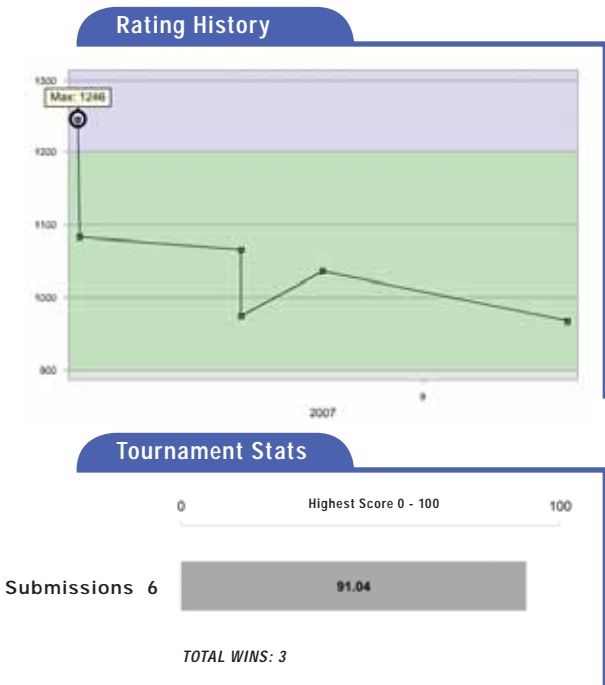 Rating History
1300
Max: 1246
1200
1100
1000
900
9
2007
Tournament Stats
0 Highest Score 0 - 100 100
Submissions 6 91.04
TOTAL WINS: 3